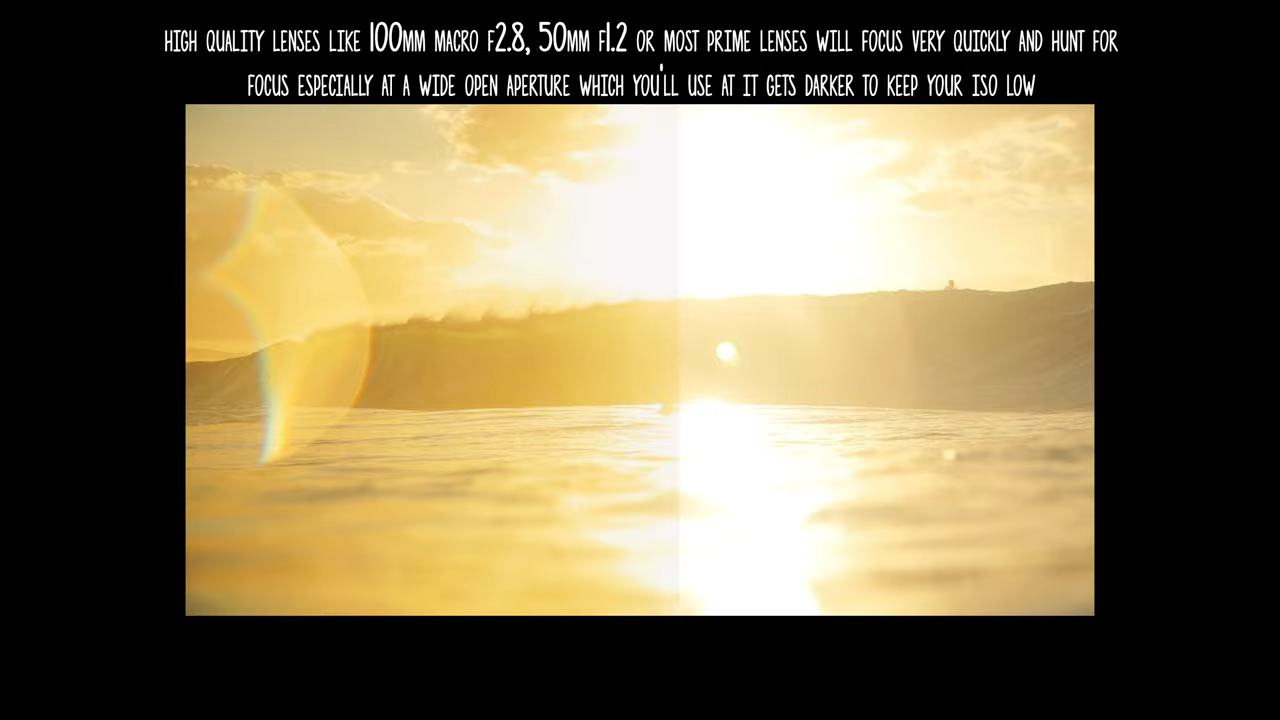 HIGH QUALITY LENSES LIKE 100MM MACRO F2.8, 50MM F1.2 OR MOST PRIME LENSES WILL FOCUS VERY QUICKLY AND HUNT FOR
FOCUS ESPECIALLY AT A WIDE OPEN APERTURE WHICH YOU'LL USE AT IT GETS DARKER TO KEEP YOUR ISO LOW